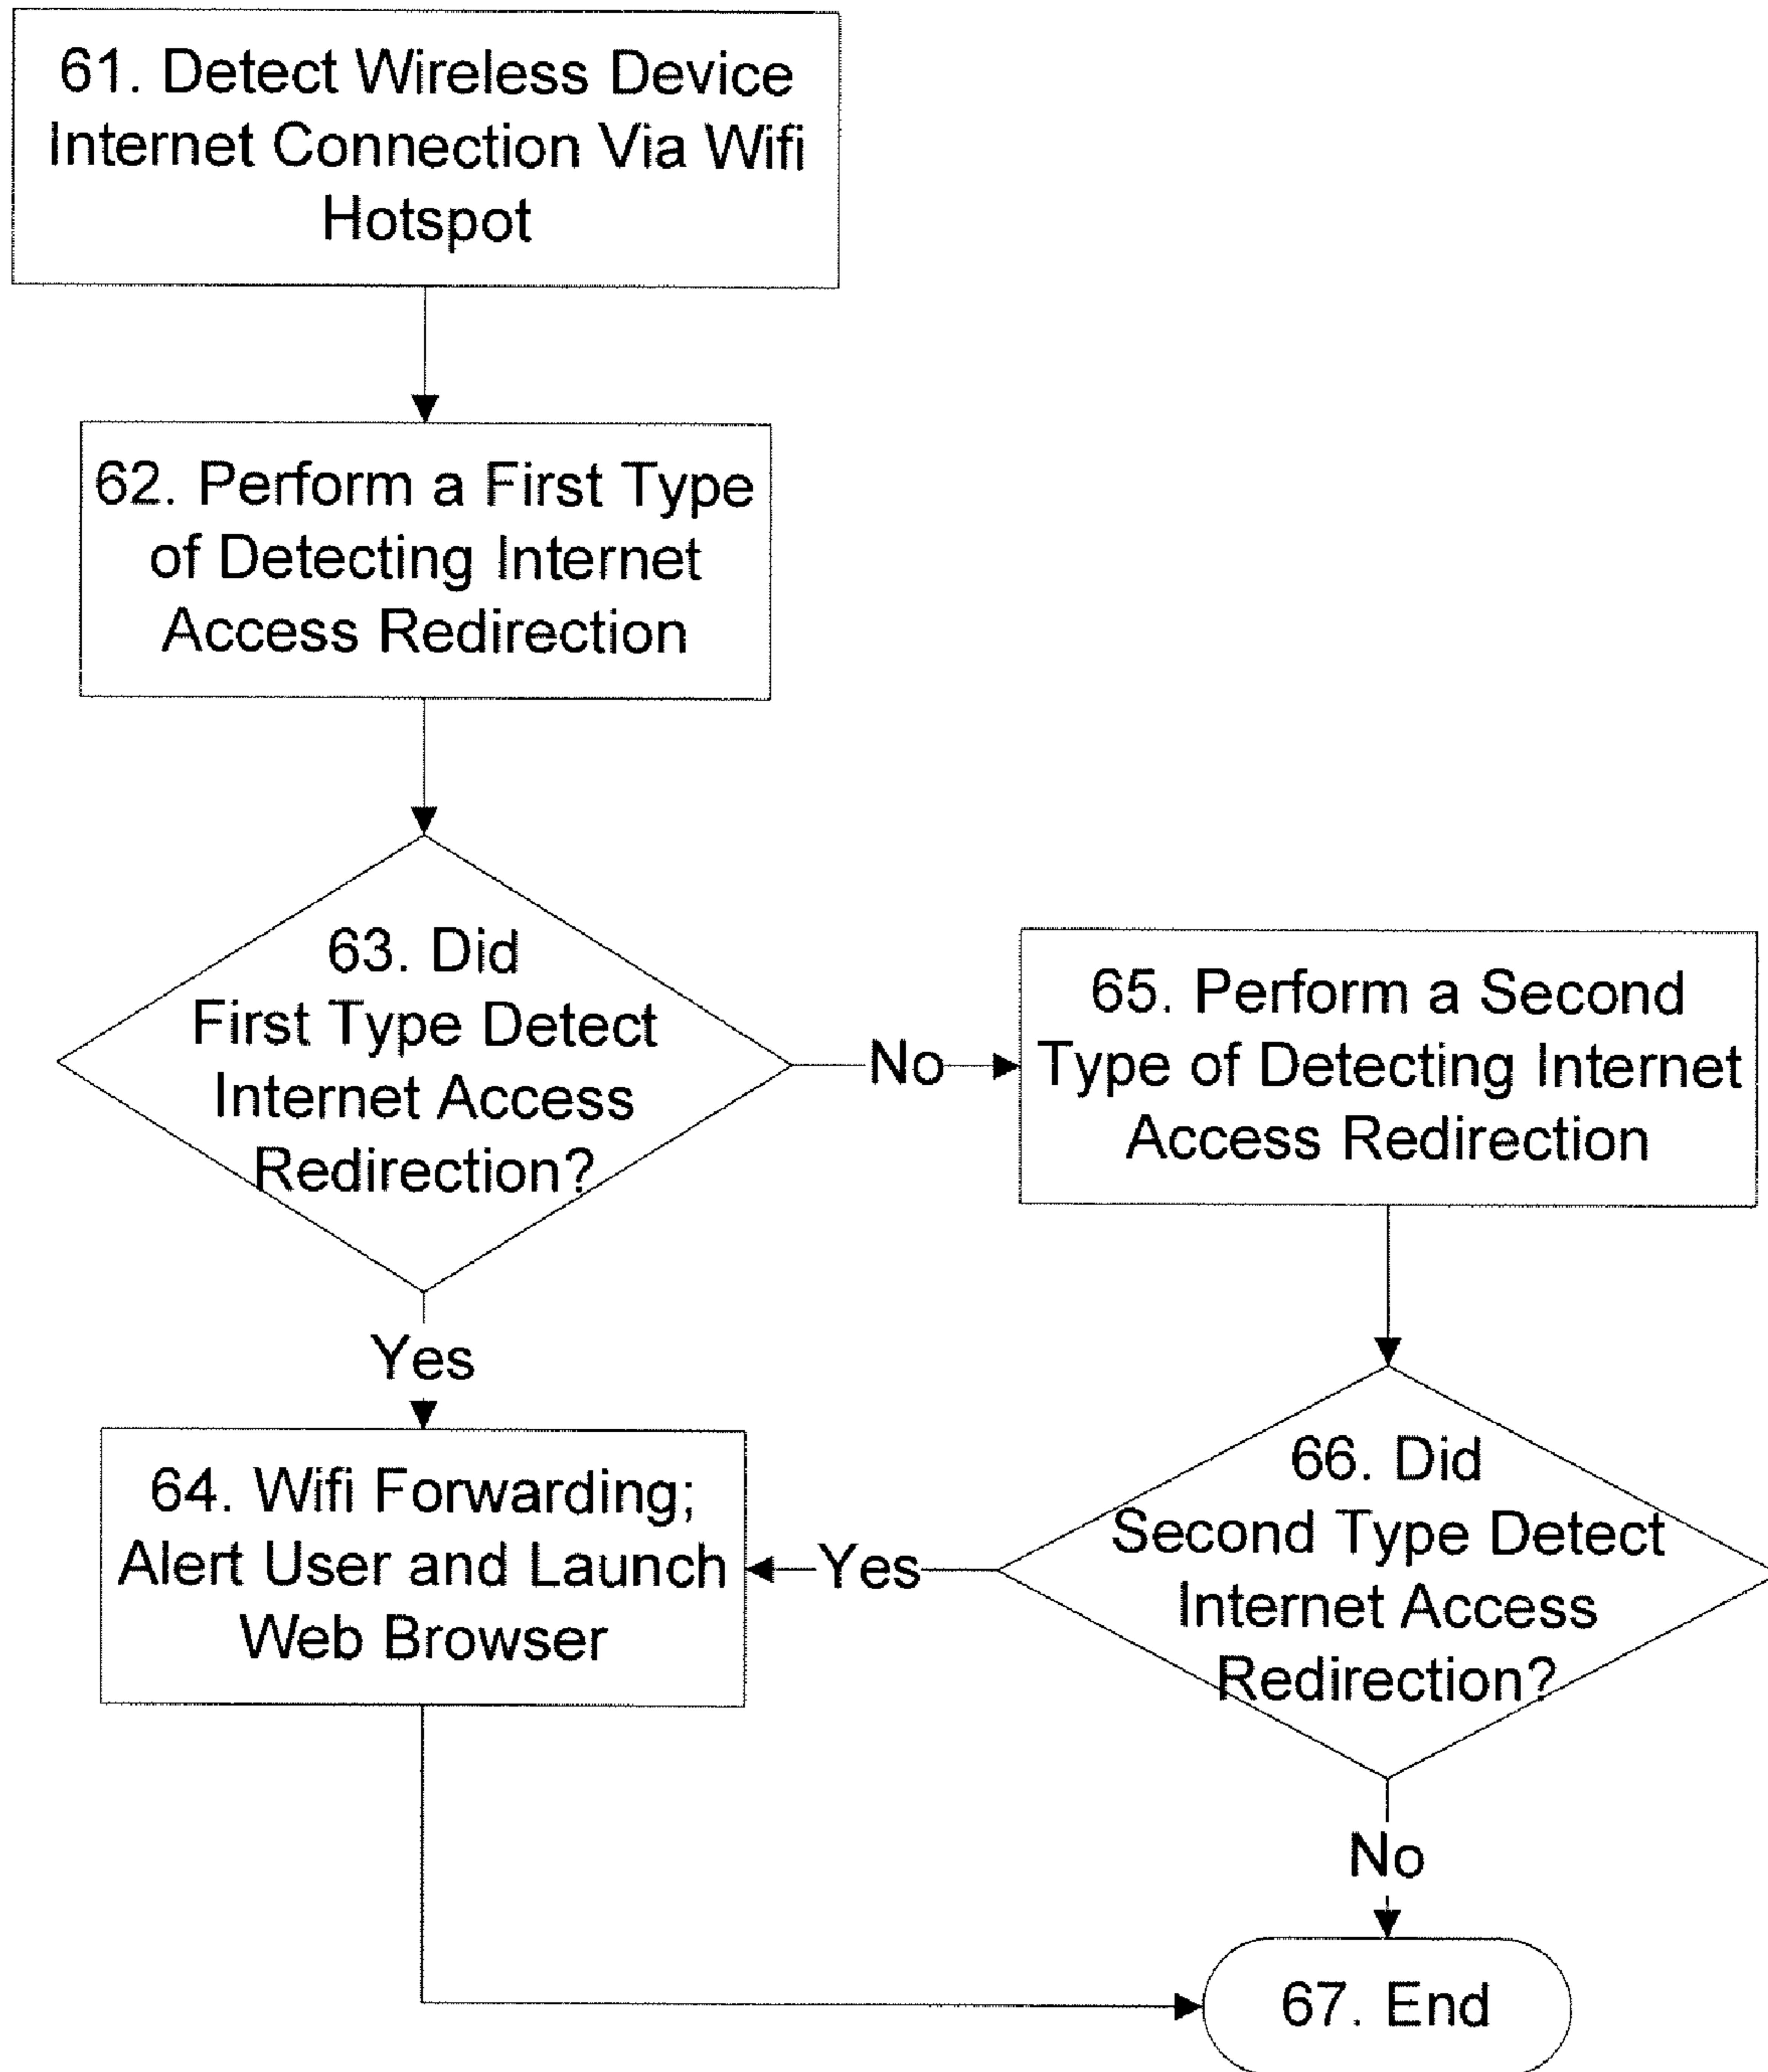 61. Detect Wireless Device
Internet Connection Via Wifi
Hotspot
62. Perform a First Type
of Detecting Internet
Access Redirection
63. Did
First Type Detect
Internet Access
Redirection?
No
65. Perform a Second
Type of Detecting Internet
Access Redirection
Yes
64. Wifi Forwarding;
Alert User and Launch
Web Browser
Yes
66. Did
Second Type Detect
Internet Access
Redirection?
No
67. End